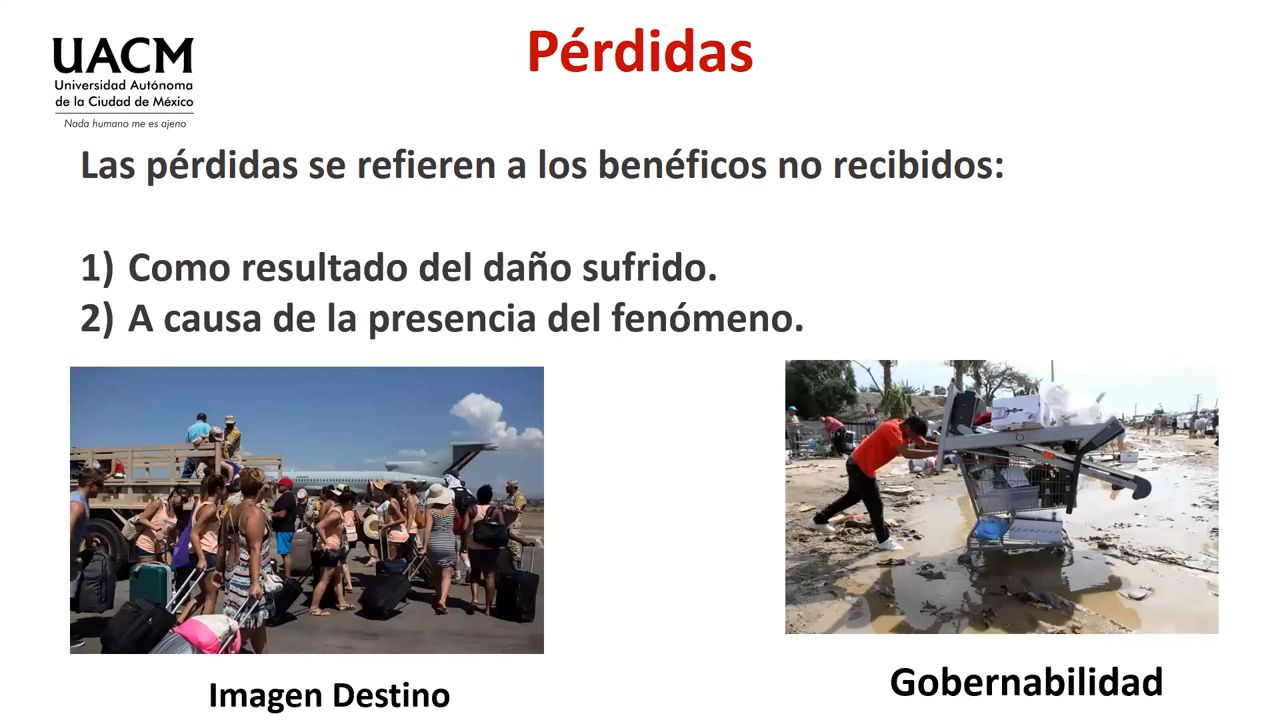 UACM
Universidad Autónoma
de la Ciudad de México
Nada humano me es ajeno
Pérdidas
Las pérdidas se refieren a los benéficos no recibidos:
1) Como resultado del daño sufrido.
2) A causa de la presencia del fenómeno.
Imagen Destino
Gobernabilidad